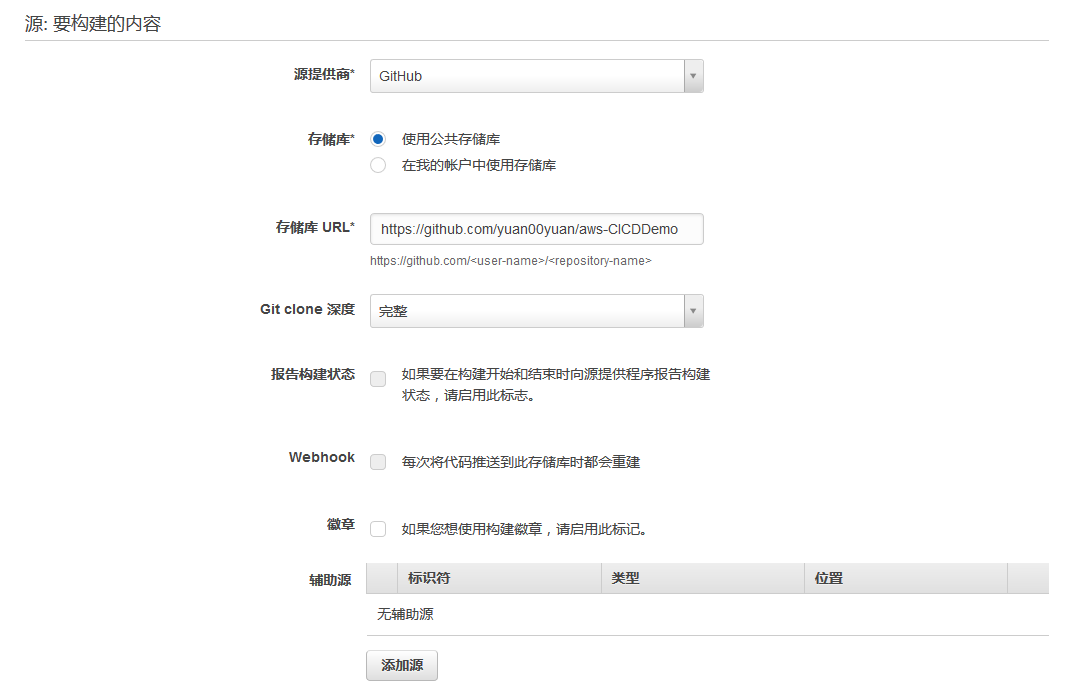 源: 要构建的内容
源提供商*
GitHub
存储库*
使用公共存储库
在我的帐户中使用存储库
存储库 URL*
https://github.com/yuan00yuan/aws-CICDDemo
https://github.com/<user-name>/<repository-name>
Git clone 深度
完整
报告构建状态
如果要在构建开始和结束时向源提供程序报告构建
状态，请启用此标志。
Webhook
每次将代码推送到此存储库时都会重建
徽章
如果您想使用构建徽章，请启用此标记。
辅助源
标识符 类型 位置
无辅助源
添加源